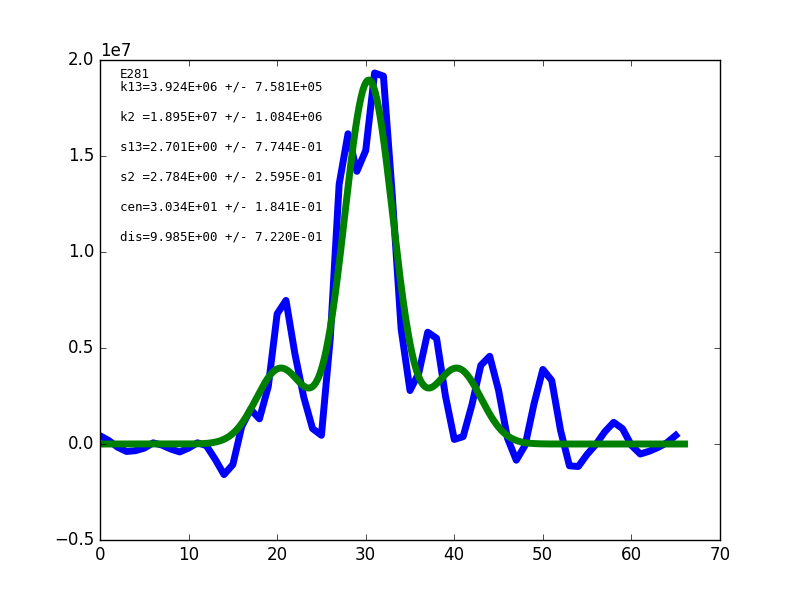 1e7
2.0
E281
k13=3.924E+06 +/- 7.581E+05
k2 =1.895E+07 +/- 1.084E+06
s13=2.701E+00 +/- 7.744E-01
1.5
s2 =2.784E+00 +/- 2.595E-01
cen=3.034E+01 +/- 1.841E-01
dis=9.985E+00 +/- 7.220E-01
1.0
0.5
0.0
−0.5
0 10 20 30 40 50 60 70